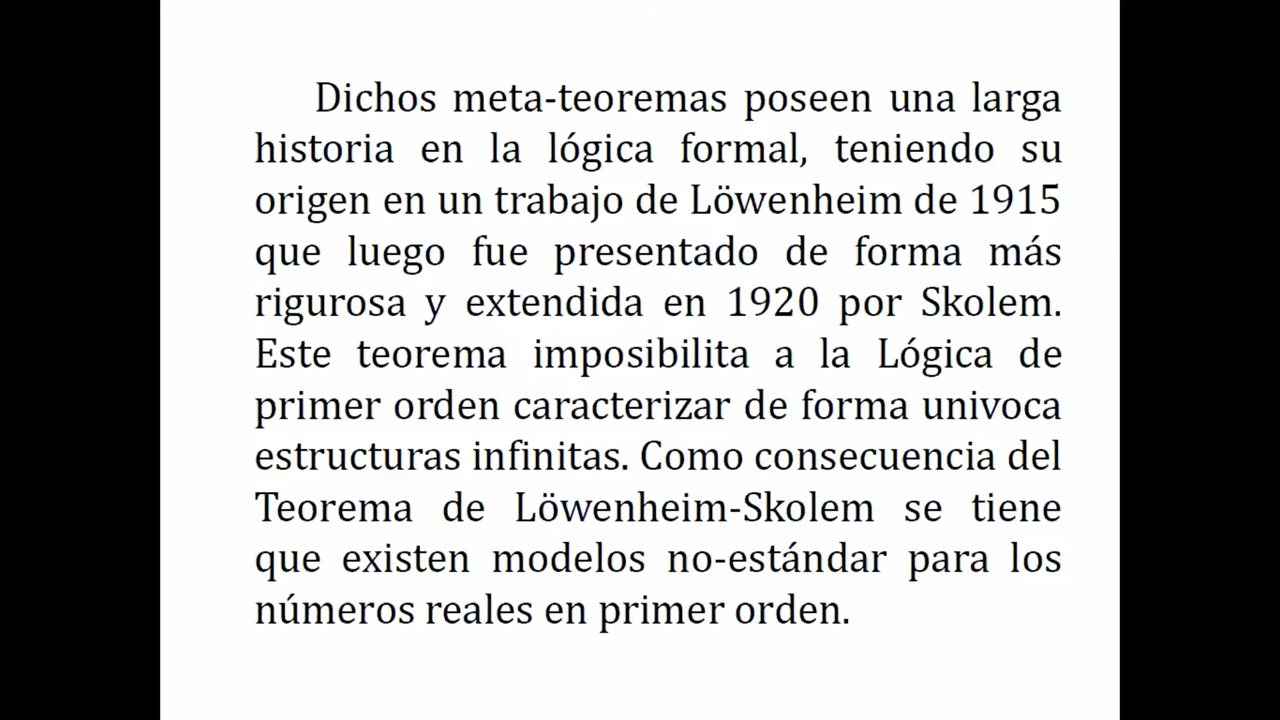 Dichos meta-teoremas poseen una larga
historia en la lógica formal, teniendo su
origen en un trabajo de Löwenheim de 1915
que luego fue presentado de forma más
rigurosa y extendida en 1920 por Skolem.
Este teorema imposibilita a la Lógica de
primer orden caracterizar de forma univoca
estructuras infinitas. Como consecuencia del
Teorema de Löwenheim-Skolem se tiene
que existen modelos no-estándar para los
números reales en primer orden.